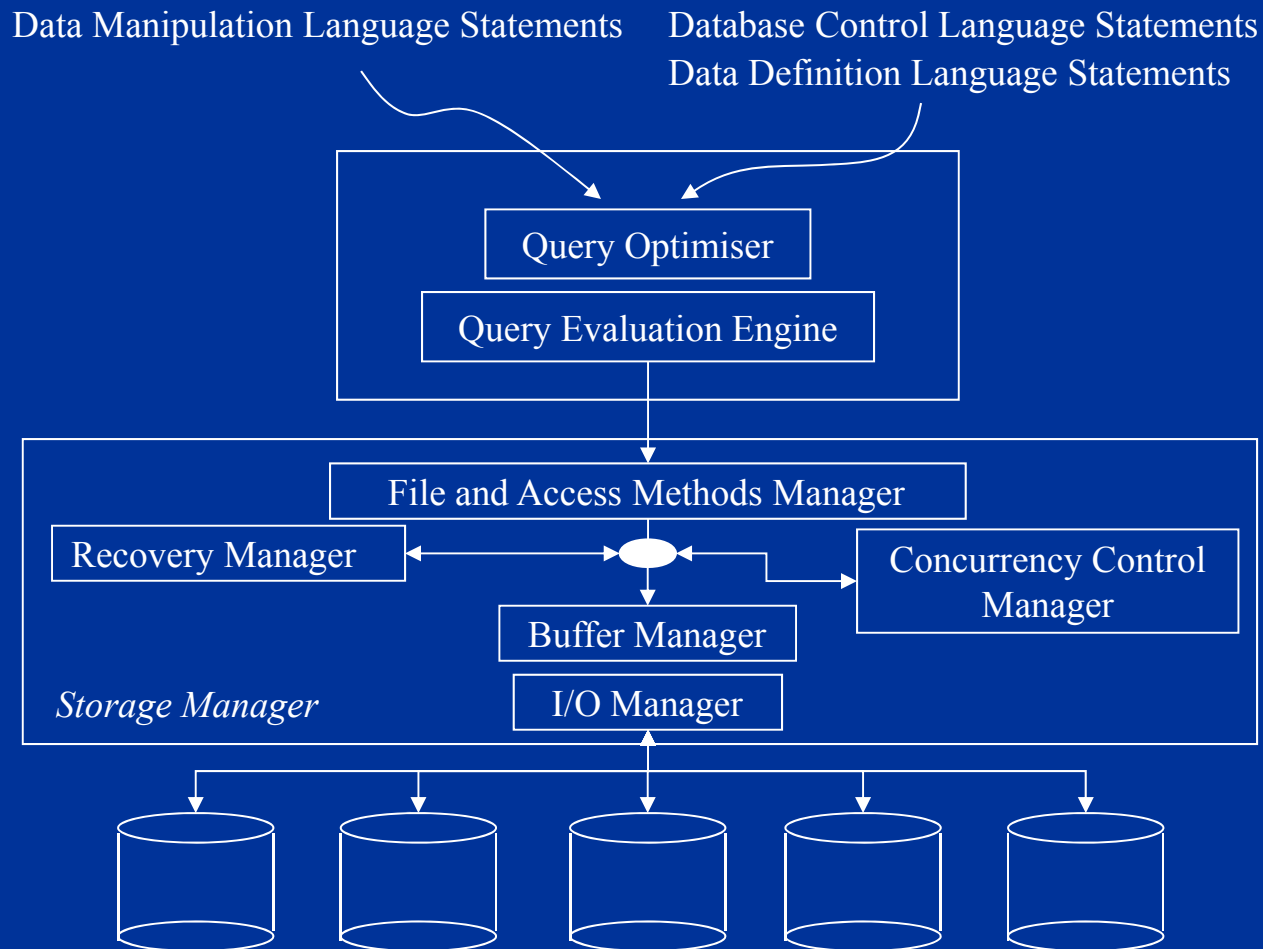 Data Manipulation Language Statements
Database Control Language Statements
Data Definition Language Statements
Query Optimiser
Query Evaluation Engine
File and Access Methods Manager
Recovery Manager
Concurrency Control
Manager
Buffer Manager
Storage Manager
I/O Manager